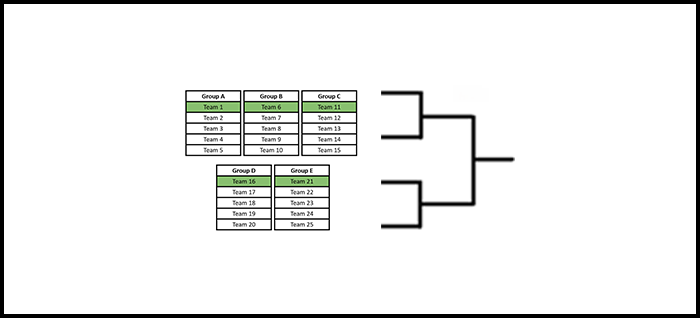 Group A Group B Group C
Team 1 Team 6 Team 11
Team 2 Team 7 Team 12
Team 3 Team 8 Team 13
Team 4 Team 9 Team 14
Team 5 Team 10 Team 15
Group D Group E
Team 16 Team 21
Team 17 Team 22
Team 18 Team 23
Team 19 Team 24
Team 20 Team 25